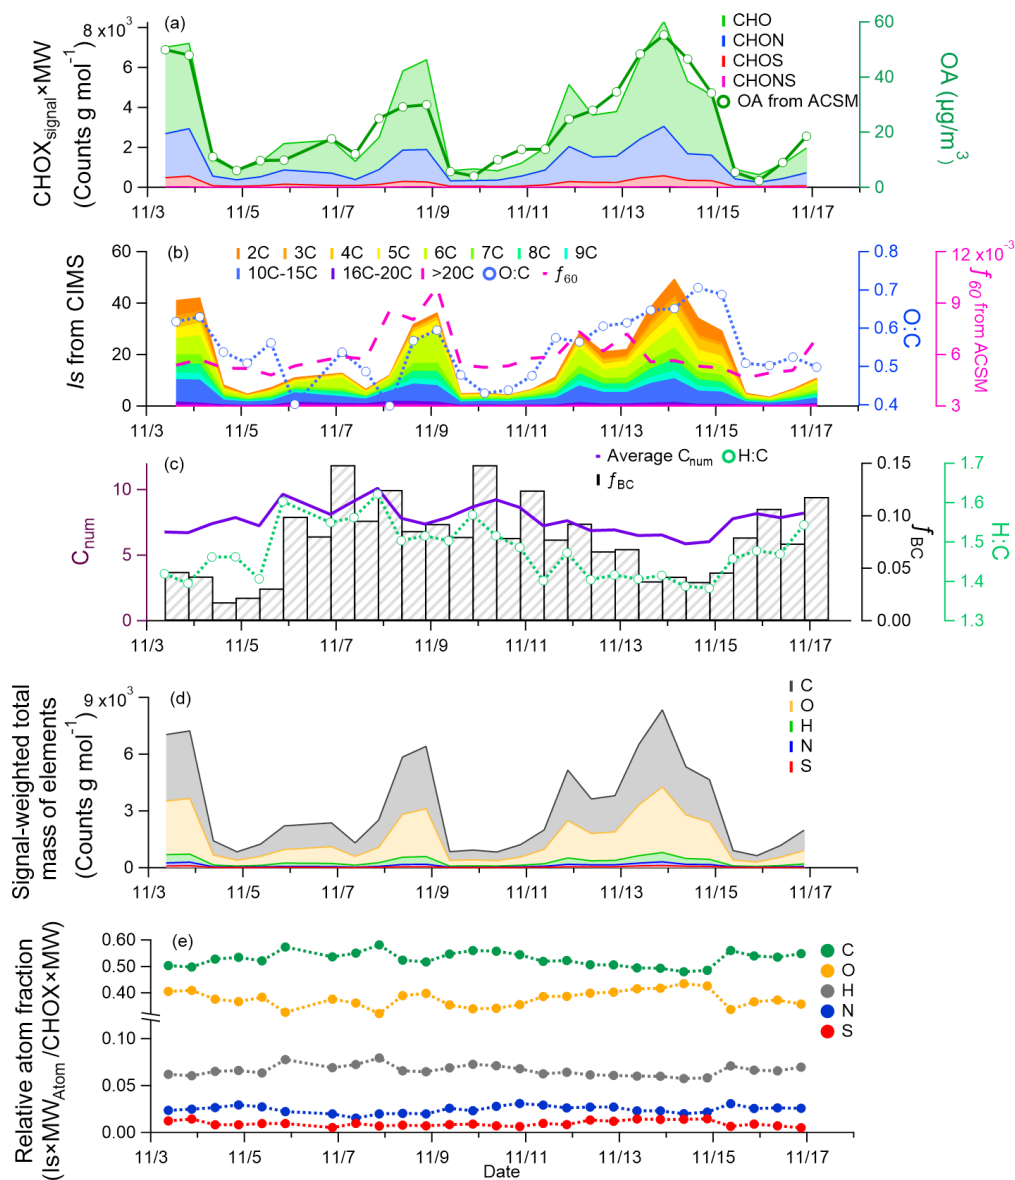 (a)
8 x10³
6
4
2
0
CHOXsignal×MW
(Counts g mol⁻¹)
CHO
CHON
CHOS
CHONS
OA from ACSM
60
40
20
0
OA (µg/m³)
11/3 11/5 11/7 11/9 11/11 11/13 11/15 11/17
(b)
2C 3C 4C 5C 6C 7C 8C 9C
10C-15C 16C-20C >20C O:C f60
60
40
20
0
Is from CIMS
0.8
0.7
0.6
0.5
0.4
O:C
12 x10⁻³
9
6
3
f60 from ACSM
11/3 11/5 11/7 11/9 11/11 11/13 11/15 11/17
(c)
Average Cnum H:C
fBC
10
5
0
Cnum
0.15
0.10
0.05
0.00
fBC
1.7
1.6
1.5
1.4
1.3
H:C
11/3 11/5 11/7 11/9 11/11 11/13 11/15 11/17
(d)
9 x10³
6
3
0
Signal-weighted total
mass of elements
(Counts g mol⁻¹)
C
O
H
N
S
11/3 11/5 11/7 11/9 11/11 11/13 11/15 11/17
(e)
0.60
0.50
0.40
0.10
0.05
0.00
Relative atom fraction
(Is×MWAtom /CHOX×MW)
C
O
H
N
S
11/3 11/5 11/7 11/9 11/11 11/13 11/15 11/17
Date